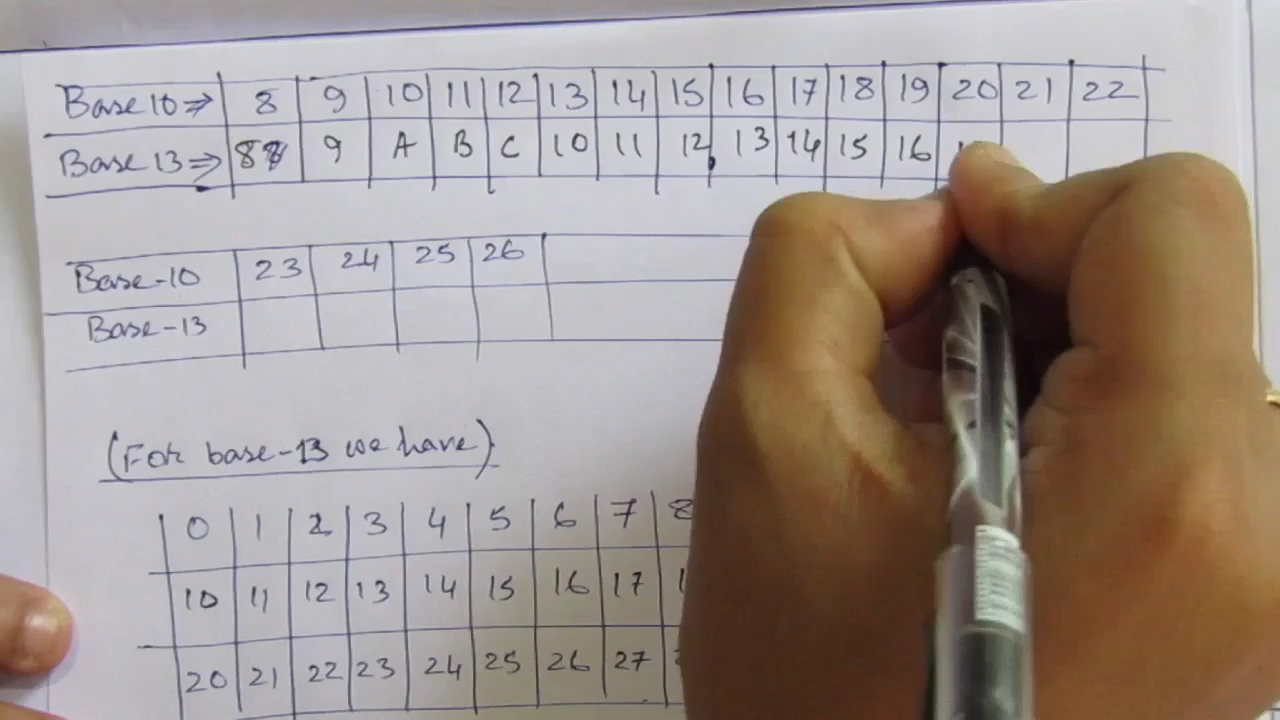 Base 10 ⇒ 8 9 10 11 12 13 14 15 16 17 18 19 20 21 22
Base 13 ⇒ 8 9 A B C 10 11 12 13 14 15 16
Base-10 23 24 25 26
Base-13
(For base-13 we have)
0 1 2 3 4 5 6 7 8
10 11 12 13 14 15 16 17
20 21 22 23 24 25 26 27